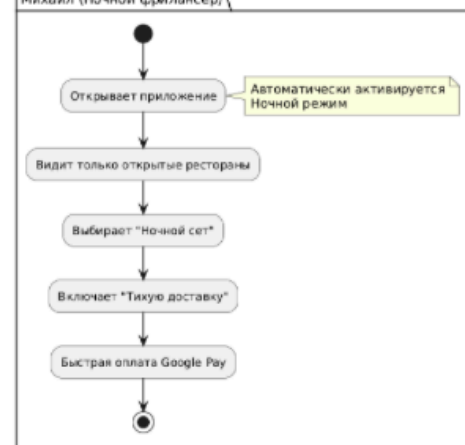 Михаил (Ночной фрилансер)
Открывает приложение
Автоматически активируется
Ночной режим
Видит только открытые рестораны
Выбирает "Ночной сет"
Включает "Тихую доставку"
Быстрая оплата Google Pay